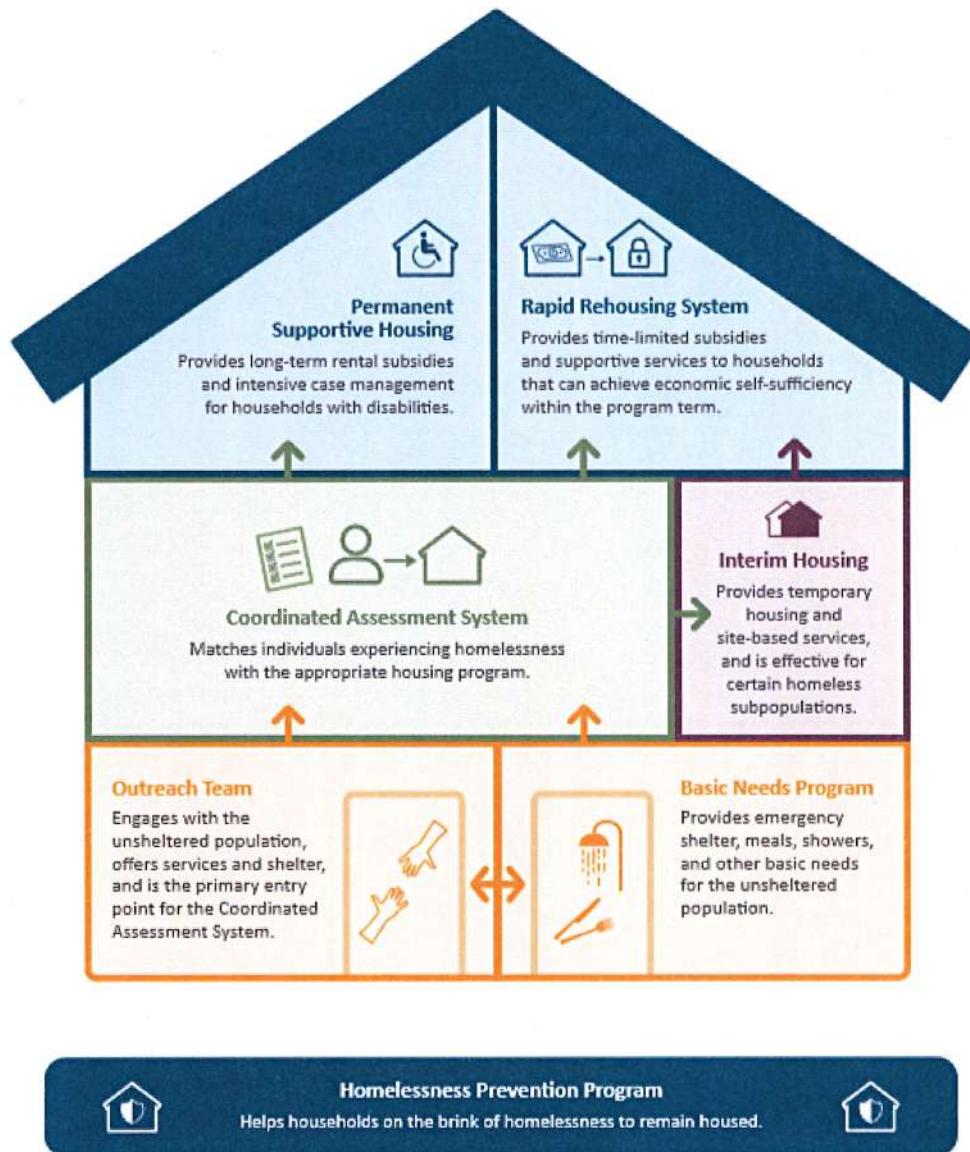 Permanent
Supportive Housing
Provides long-term rental subsidies
and intensive case management
for households with disabilities.
Rapid Rehousing System
Provides time-limited subsidies
and supportive services to households
that can achieve economic self-sufficiency
within the program term.
Coordinated Assessment System
Matches individuals experiencing homelessness
with the appropriate housing program.
Interim Housing
Provides temporary
housing and
site-based services,
and is effective for
certain homeless
subpopulations.
Outreach Team
Engages with the
unsheltered population,
offers services and shelter,
and is the primary entry
point for the Coordinated
Assessment System.
Basic Needs Program
Provides emergency
shelter, meals, showers,
and other basic needs
for the unsheltered
population.
Homelessness Prevention Program
Helps households on the brink of homelessness to remain housed.